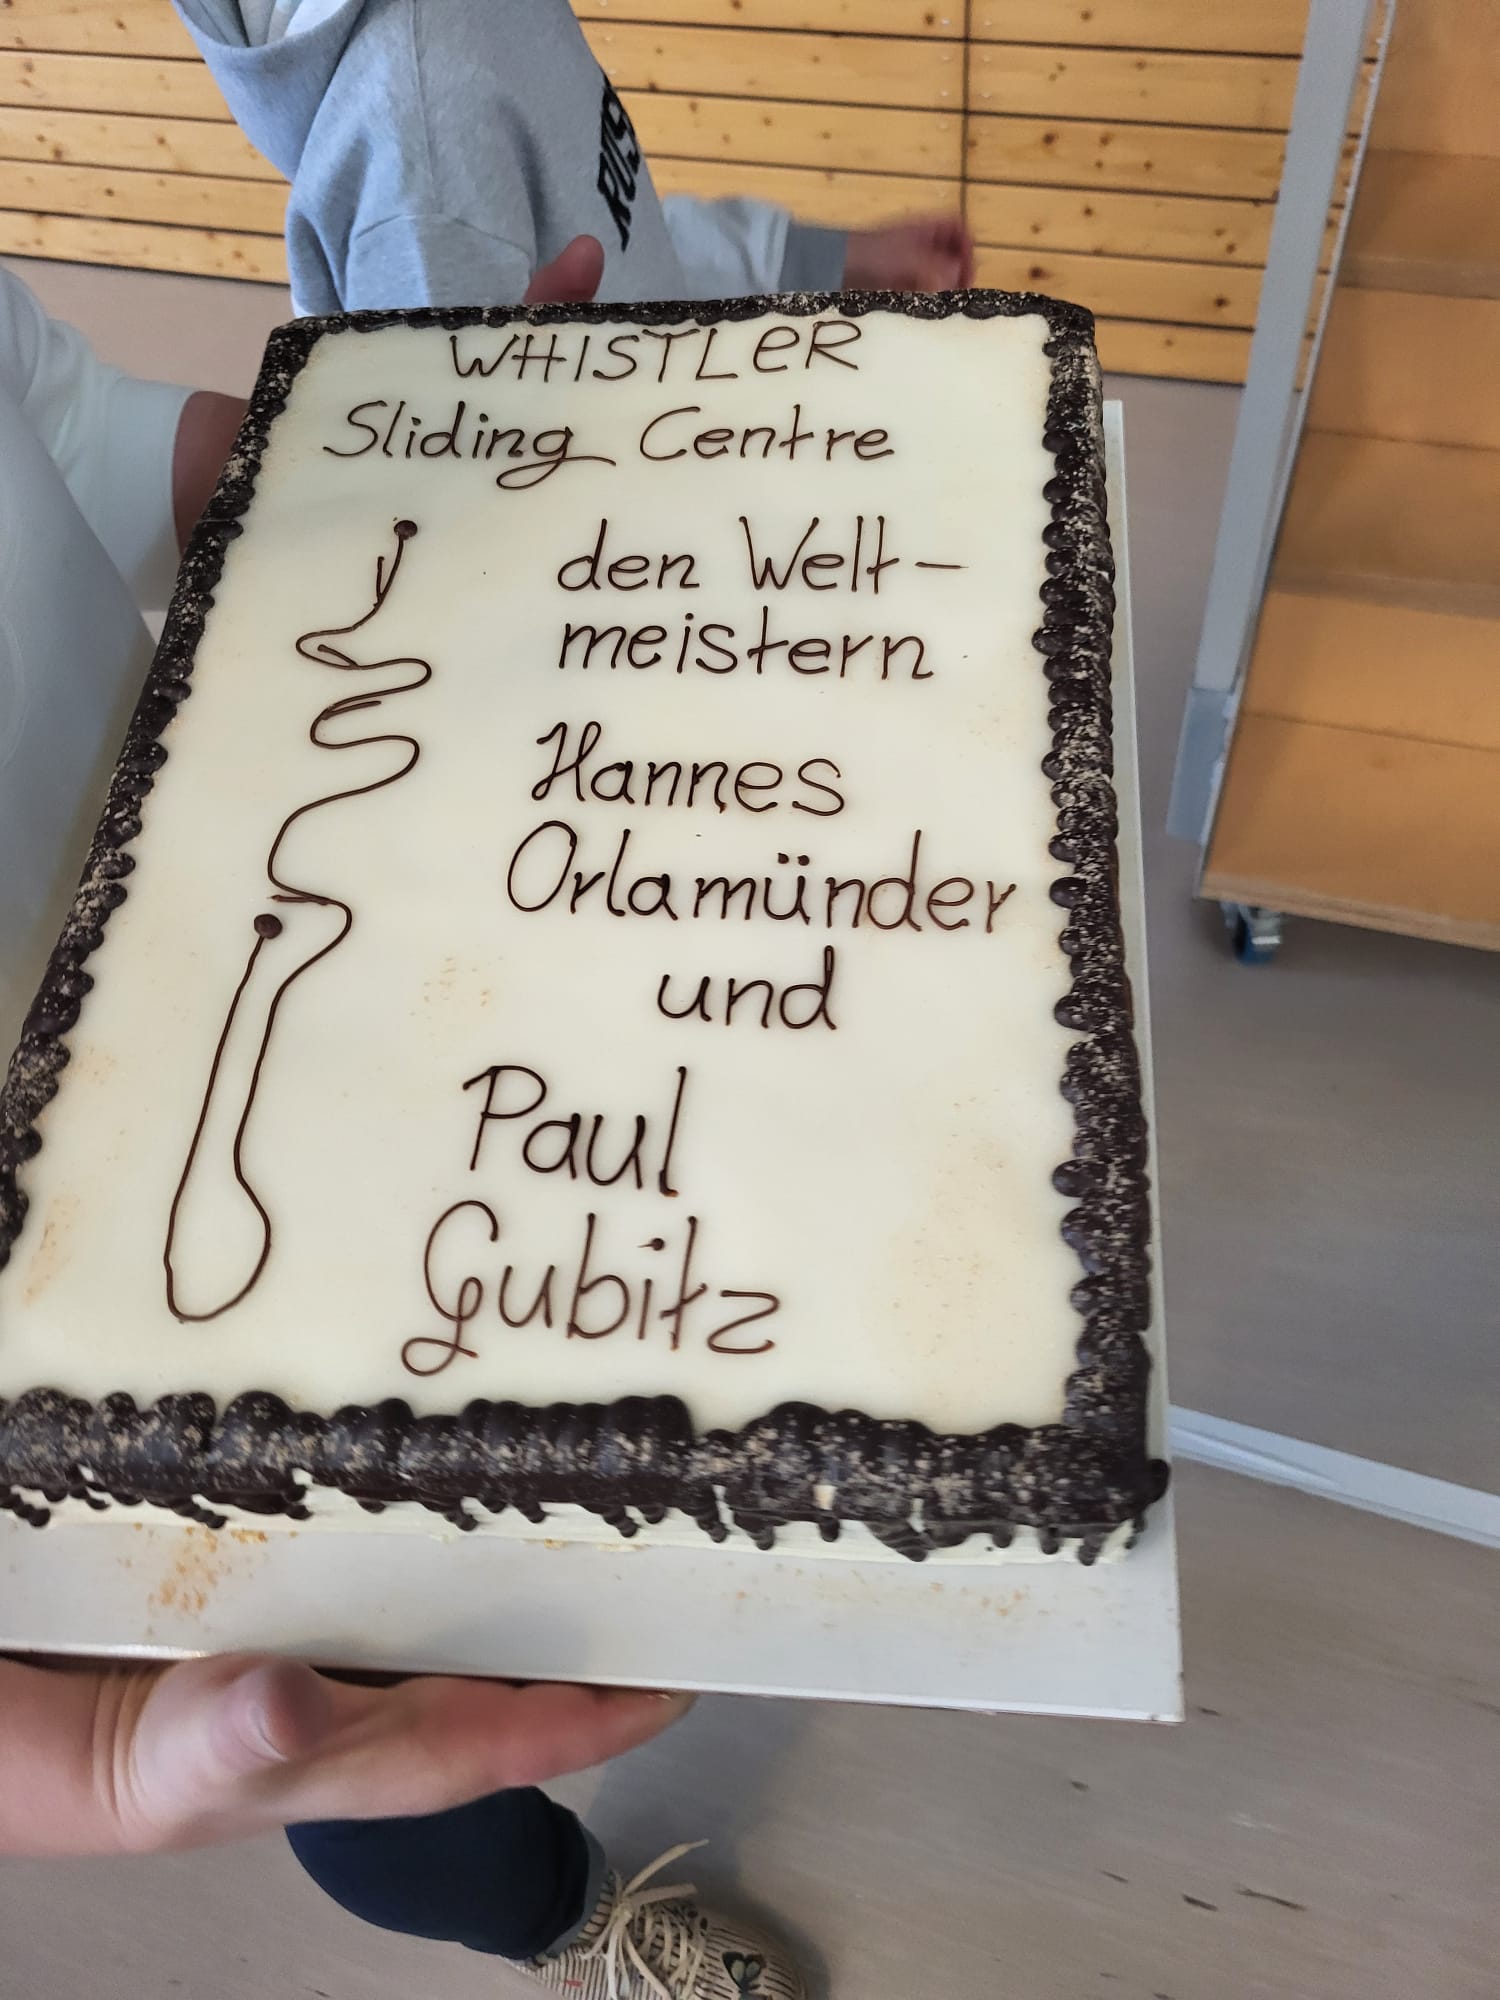 WHISTLER
Sliding Centre
den Welt-
meistern
Hannes
Orlamünder
und
Paul
Gubitz